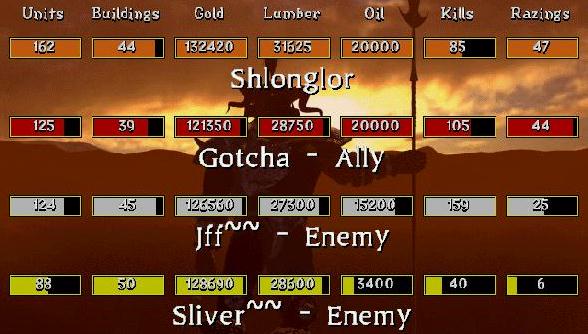 Units Buildings Gold Lumber Oil Kills Razings
162 44 132420 31625 20000 85 47
Shlonglor
125 39 121350 28750 20000 105 44
Gotcha - Ally
124 45 126560 27300 15200 159 25
Jff~~ - Enemy
88 50 128690 28600 3400 40 6
Sliver~~ - Enemy